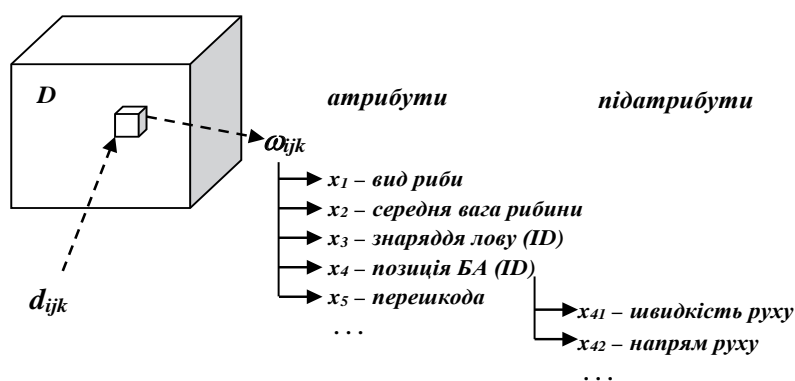 D
атрибути
підатрибути
ωijk
x1 – вид риби
x2 – середня вага рибини
x3 – знаряддя лову (ID)
x4 – позиція БА (ID)
dijk
x5 – перешкода
x41 – швидкість руху
. . .
x42 – напрям руху
. . .